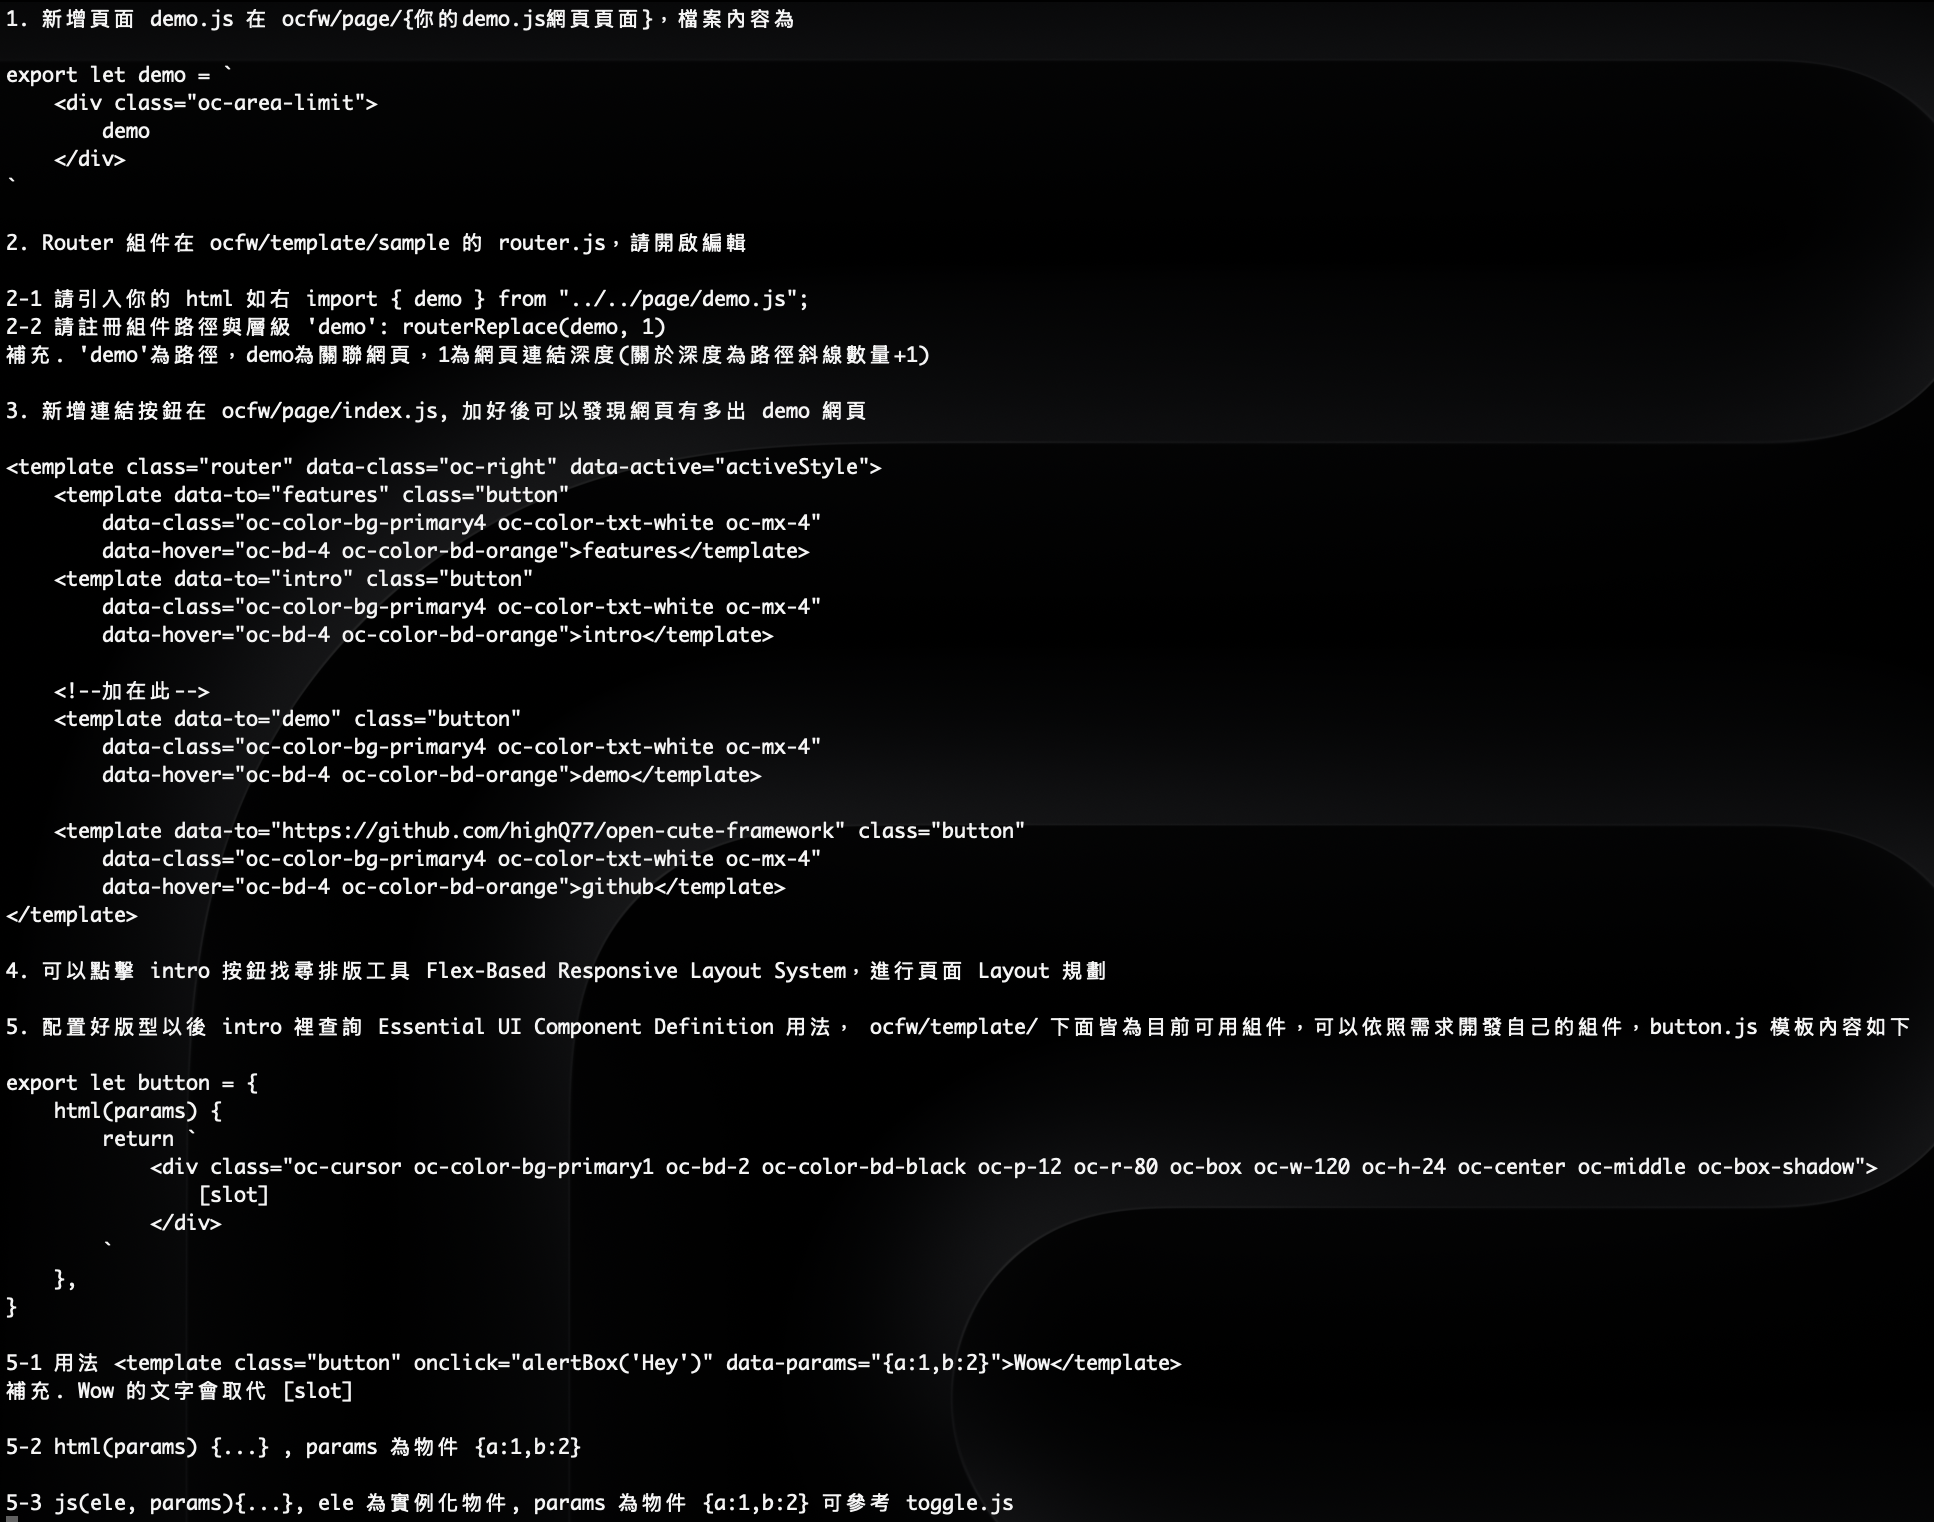 1. 新增頁面 demo.js 在 ocfw/page/{你的demo.js網頁頁面}，檔案內容為
export let demo = `
    <div class="oc-area-limit">
        demo
    </div>
`
2. Router 組件在 ocfw/template/sample 的 router.js，請開啟編輯
2-1 請引入你的 html 如右 import { demo } from "../../page/demo.js";
2-2 請註冊組件路徑與層級 'demo': routerReplace(demo, 1)
補充. 'demo'為路徑，demo為關聯網頁，1為網頁連結深度(關於深度為路徑斜線數量+1)
3. 新增連結按鈕在 ocfw/page/index.js, 加好後可以發現網頁有多出 demo 網頁
<template class="router" data-class="oc-right" data-active="activeStyle">
    <template data-to="features" class="button"
        data-class="oc-color-bg-primary4 oc-color-txt-white oc-mx-4"
        data-hover="oc-bd-4 oc-color-bd-orange">features</template>
    <template data-to="intro" class="button"
        data-class="oc-color-bg-primary4 oc-color-txt-white oc-mx-4"
        data-hover="oc-bd-4 oc-color-bd-orange">intro</template>
    <!--加在此-->
    <template data-to="demo" class="button"
        data-class="oc-color-bg-primary4 oc-color-txt-white oc-mx-4"
        data-hover="oc-bd-4 oc-color-bd-orange">demo</template>
    <template data-to="https://github.com/highQ77/open-cute-framework" class="button"
        data-class="oc-color-bg-primary4 oc-color-txt-white oc-mx-4"
        data-hover="oc-bd-4 oc-color-bd-orange">github</template>
</template>
4. 可以點擊 intro 按鈕找尋排版工具 Flex-Based Responsive Layout System，進行頁面 Layout 規劃
5. 配置好版型以後 intro 裡查詢 Essential UI Component Definition 用法， ocfw/template/ 下面皆為目前可用組件，可以依照需求開發自己的組件，button.js 模板內容如下
export let button = {
    html(params) {
        return `
            <div class="oc-cursor oc-color-bg-primary1 oc-bd-2 oc-color-bd-black oc-p-12 oc-r-80 oc-box oc-w-120 oc-h-24 oc-center oc-middle oc-box-shadow">
                [slot]
            </div>
        `
    },
}
5-1 用法 <template class="button" onclick="alertBox('Hey')" data-params="{a:1,b:2}">Wow</template>
補充. Wow 的文字會取代 [slot]
5-2 html(params) {...} , params 為物件 {a:1,b:2}
5-3 js(ele, params){...}, ele 為實例化物件, params 為物件 {a:1,b:2} 可參考 toggle.js